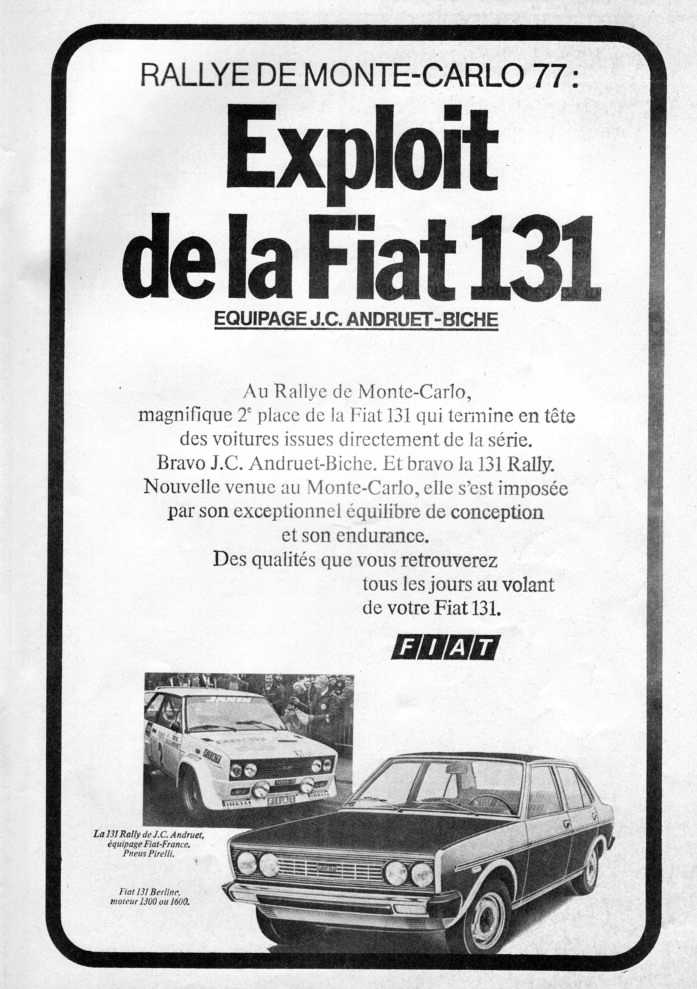 RALLYE DE MONTE-CARLO 77:
Exploit
de la Fiat 131
EQUIPAGE J.C. ANDRUET-BICHE
Au Rallye de Monte-Carlo,
magnifique 2e place de la Fiat 131 qui termine en tête
des voitures issues directement de la série.
Bravo J.C. Andruet-Biche. Et bravo la 131 Rally.
Nouvelle venue au Monte-Carlo, elle s'est imposée
par son exceptionnel équilibre de conception
et son endurance.
Des qualités que vous retrouverez
tous les jours au volant
de votre Fiat 131.
FIAT
La 131 Rally de J.C. Andruet,
équipage Fiat-France.
Pneus Pirelli.
Fiat 131 Berline,
moteur 1300 ou 1600.